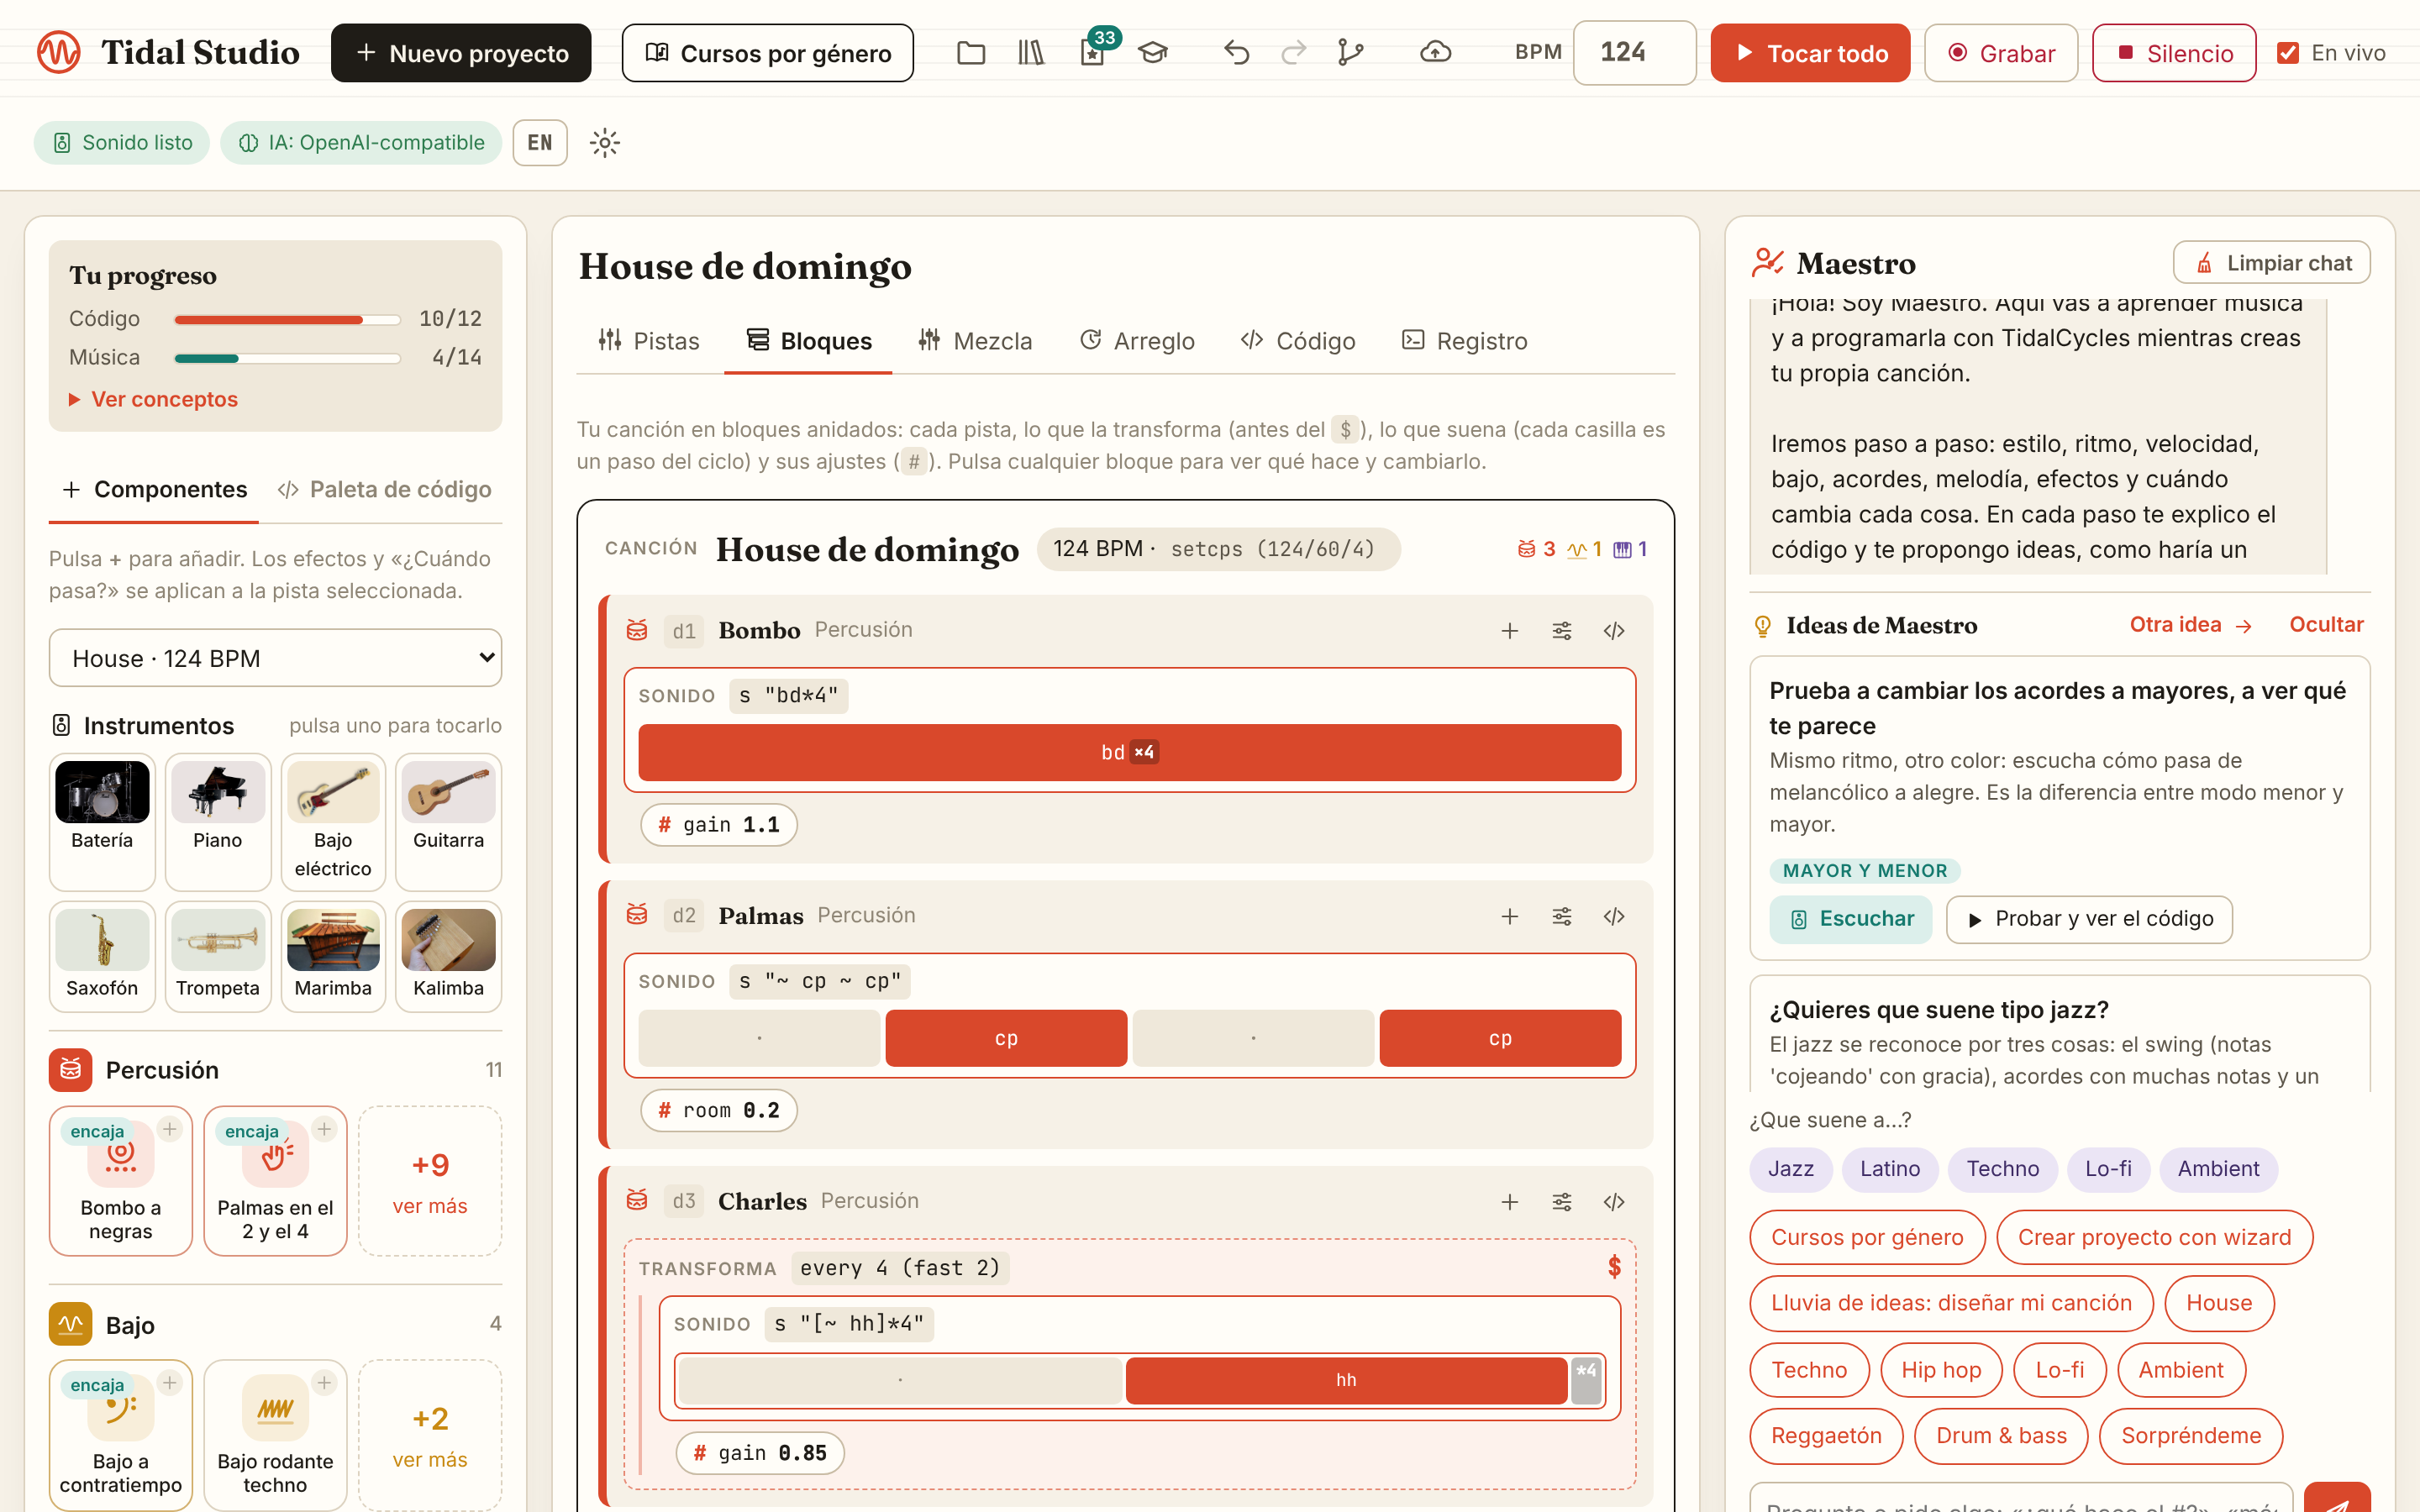 Tidal Studio
+ Nuevo proyecto
Cursos por género
33
BPM
124
Tocar todo
Grabar
Silencio
En vivo
Sonido listo
IA: OpenAI-compatible
EN
Tu progreso
Código 10/12
Música 4/14
Ver conceptos
+ Componentes
</> Paleta de código
Pulsa + para añadir. Los efectos y «¿Cuándo
pasa?» se aplican a la pista seleccionada.
House · 124 BPM
Instrumentos
pulsa uno para tocarlo
Batería
Piano
Bajo
eléctrico
Guitarra
Saxofón
Trompeta
Marimba
Kalimba
Percusión
11
encaja
+
Bombo a
negras
encaja
+
Palmas en el
2 y el 4
+9
ver más
Bajo
4
encaja
+
Bajo a
contratiempo
+
Bajo rodante
techno
+2
ver más
House de domingo
Pistas
Bloques
Mezcla
Arreglo
</> Código
Registro
Tu canción en bloques anidados: cada pista, lo que la transforma (antes del $), lo que suena (cada casilla es
un paso del ciclo) y sus ajustes (#). Pulsa cualquier bloque para ver qué hace y cambiarlo.
CANCIÓN House de domingo 124 BPM · setcps (124/60/4)
3 1 1
d1 Bombo Percusión
+ </>
SONIDO s "bd*4"
bd ×4
# gain 1.1
d2 Palmas Percusión
+ </>
SONIDO s "~ cp ~ cp"
· cp · cp
# room 0.2
d3 Charles Percusión
+ </>
TRANSFORMA every 4 (fast 2) $
SONIDO s "[~ hh]*4"
· hh *4
# gain 0.85
Maestro
Limpiar chat
¡Hola! Soy Maestro. Aquí vas a aprender música
y a programarla con TidalCycles mientras creas
tu propia canción.
Iremos paso a paso: estilo, ritmo, velocidad,
bajo, acordes, melodía, efectos y cuándo
cambia cada cosa. En cada paso te explico el
código y te propongo ideas, como haría un
Ideas de Maestro
Otra idea →
Ocultar
Prueba a cambiar los acordes a mayores, a ver qué
te parece
Mismo ritmo, otro color: escucha cómo pasa de
melancólico a alegre. Es la diferencia entre modo menor y
mayor.
MAYOR Y MENOR
Escuchar
Probar y ver el código
¿Quieres que suene tipo jazz?
El jazz se reconoce por tres cosas: el swing (notas
'cojeando' con gracia), acordes con muchas notas y un
¿Que suene a...?
Jazz
Latino
Techno
Lo-fi
Ambient
Cursos por género
Crear proyecto con wizard
Lluvia de ideas: diseñar mi canción
House
Techno
Hip hop
Lo-fi
Ambient
Reggaetón
Drum & bass
Sorpréndeme